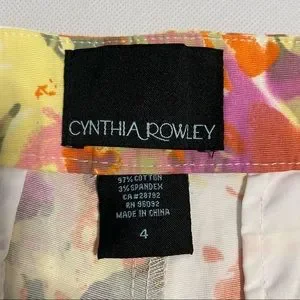 CYNTHIA ROWLEY
97% COTTON
3% SPANDEX
CA#28792
RN 95092
MADE IN CHINA
4